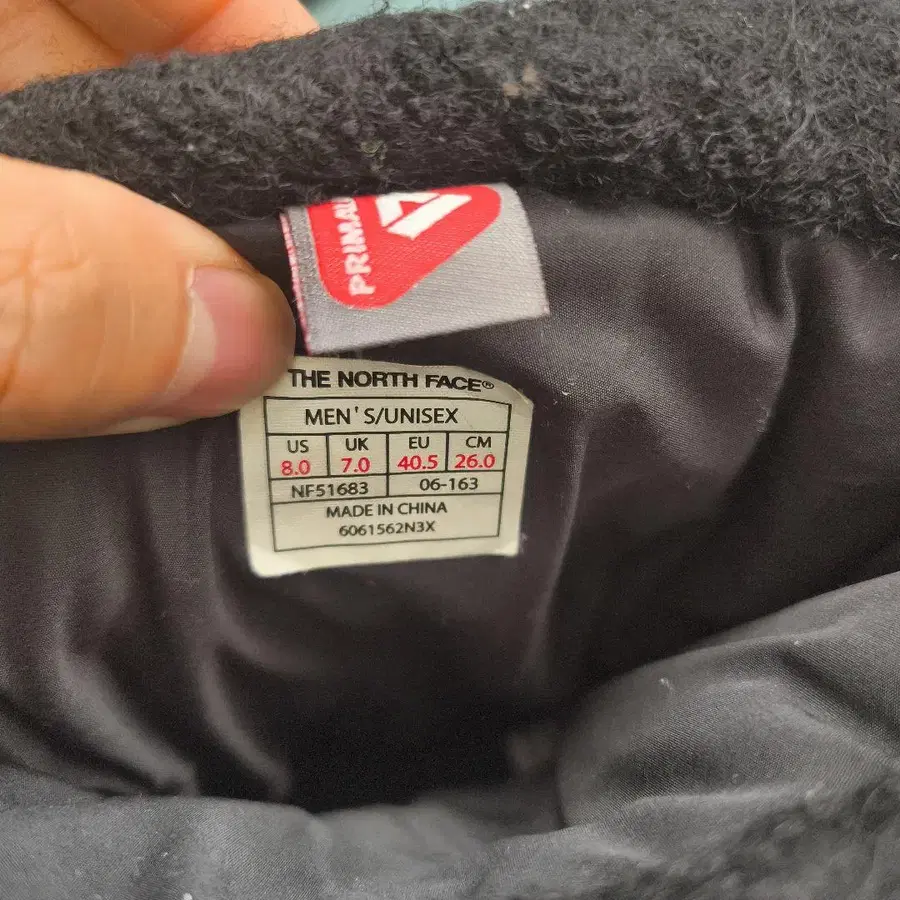 PRIMAL
THE NORTH FACE®
MEN'S/UNISEX
US UK EU CM
8.0 7.0 40.5 26.0
NF51683 06-163
MADE IN CHINA
6061562N3X